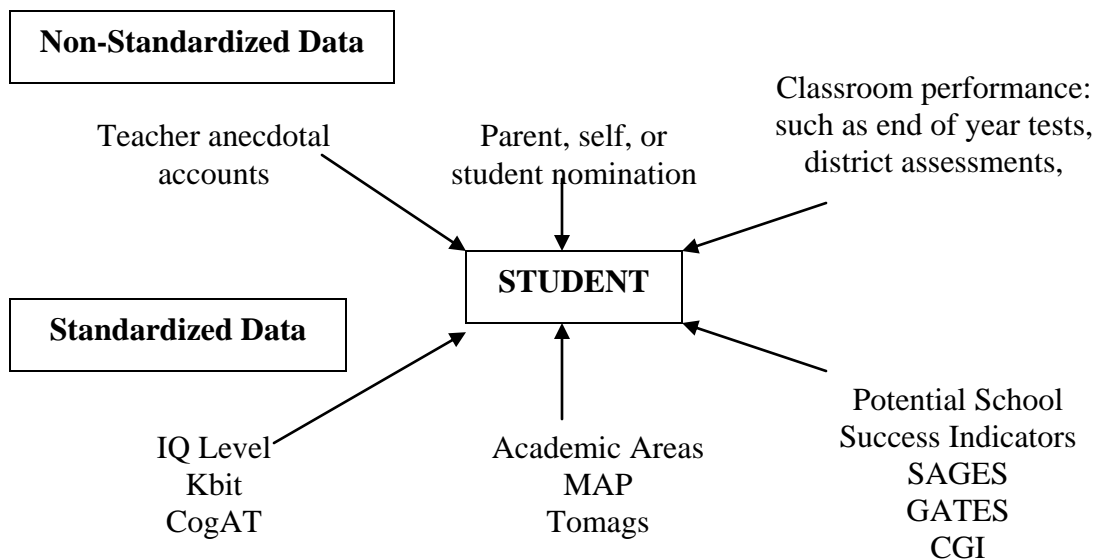 Non-Standardized Data
Teacher anecdotal
accounts
Parent, self, or
student nomination
Classroom performance:
such as end of year tests,
district assessments,
STUDENT
Standardized Data
IQ Level
Kbit
CogAT
Academic Areas
MAP
Tomags
Potential School
Success Indicators
SAGES
GATES
CGI